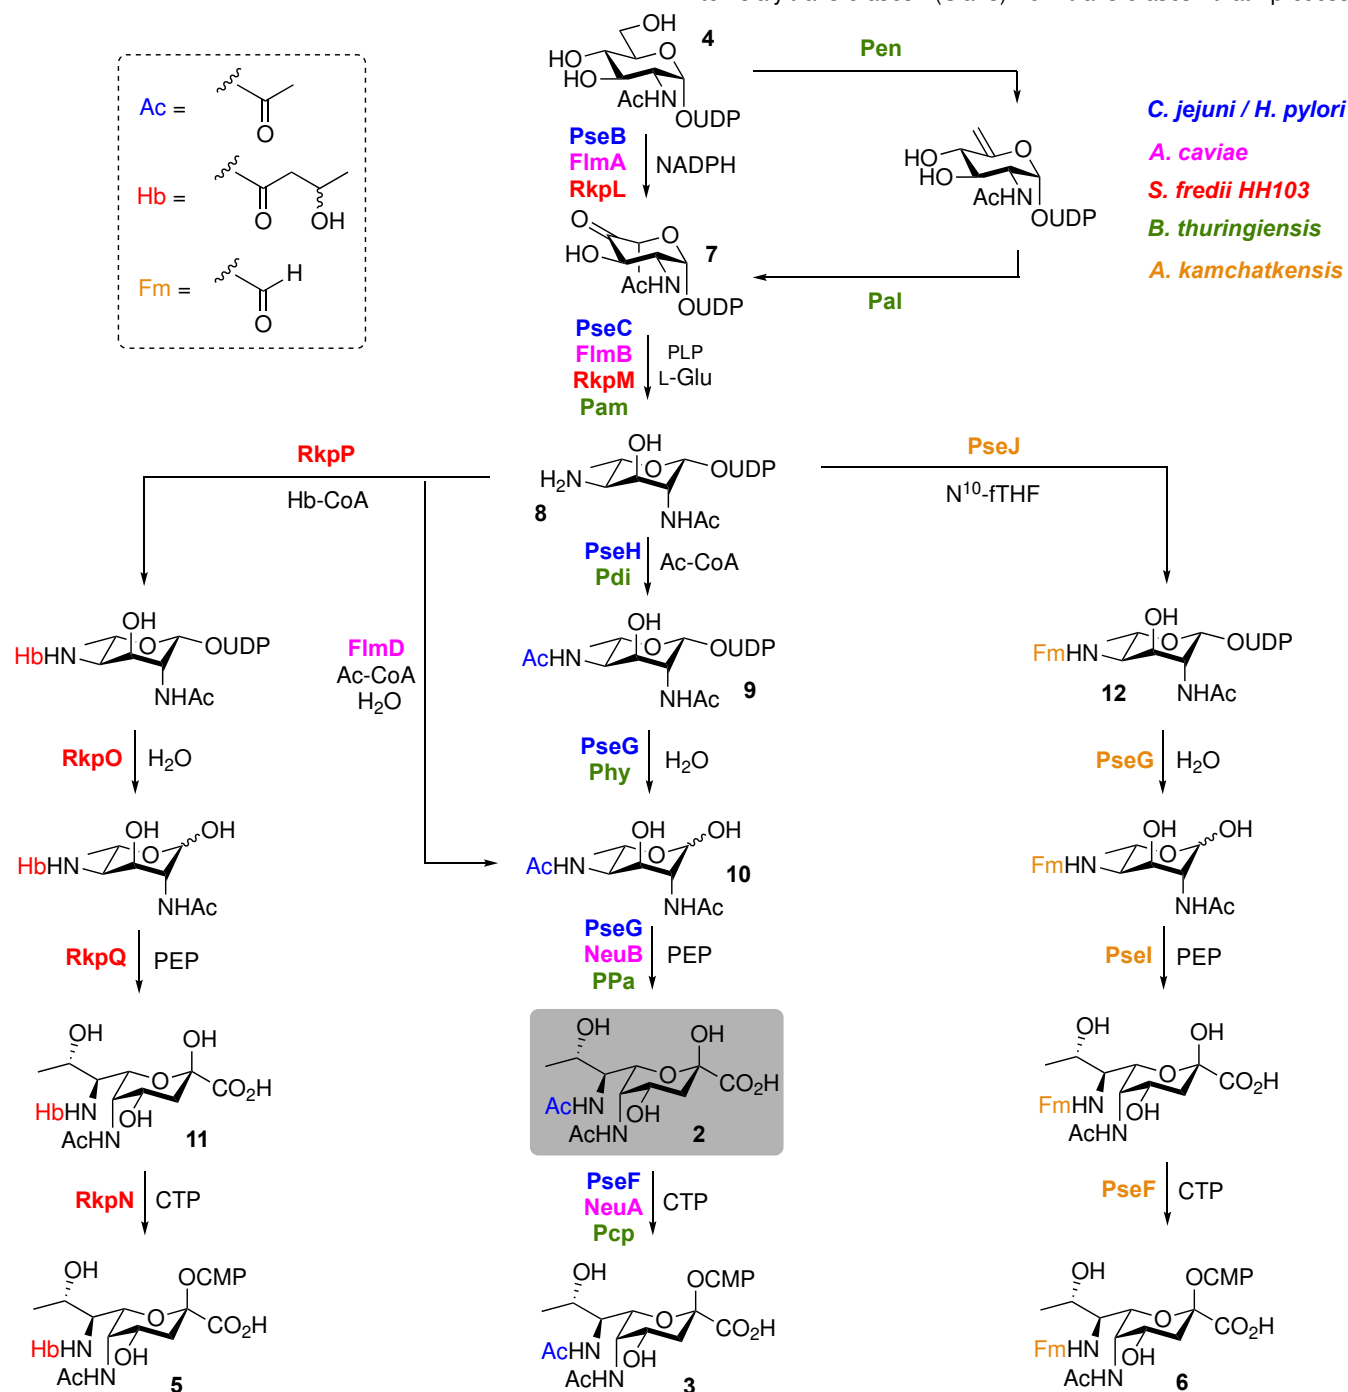 OH
4
Pen
HO
HO
O
AcHN
OUDP
Ac =
O
C. jejuni / H. pylori
PseB
FlmA
RkpL
NADPH
HO
HO
O
AcHN
OUDP
A. caviae
Hb =
O
OH
S. fredii HH103
B. thuringiensis
O
O
7
HO
AcHN
OUDP
A. kamchatkensis
Fm =
H
O
Pal
PseC
FlmB
RkpM
Pam
PLP
L-Glu
RkpP
Hb-CoA
OH
H2N
O
OUDP
8
NHAc
PseJ
N10-fTHF
PseH
Pdi
Ac-CoA
OH
HbHN
O
OUDP
NHAc
FlmD
Ac-CoA
H2O
OH
AcHN
O
OUDP
9
NHAc
OH
FmHN
O
OUDP
12
NHAc
RkpO
H2O
PseG
Phy
H2O
PseG
H2O
OH
OH
HbHN
O
NHAc
OH
OH
AcHN
O
10
NHAc
OH
OH
FmHN
O
NHAc
RkpQ
PEP
PseG
NeuB
PPa
PEP
PseI
PEP
OH
OH
O
CO2H
HbHN
OH
AcHN
11
OH
OH
O
CO2H
AcHN
OH
AcHN
2
OH
OH
O
CO2H
FmHN
OH
AcHN
RkpN
CTP
PseF
NeuA
Pcp
CTP
PseF
CTP
OH
OCMP
O
CO2H
HbHN
OH
AcHN
5
OH
OCMP
O
CO2H
AcHN
OH
AcHN
3
OH
OCMP
O
CO2H
FmHN
OH
AcHN
6